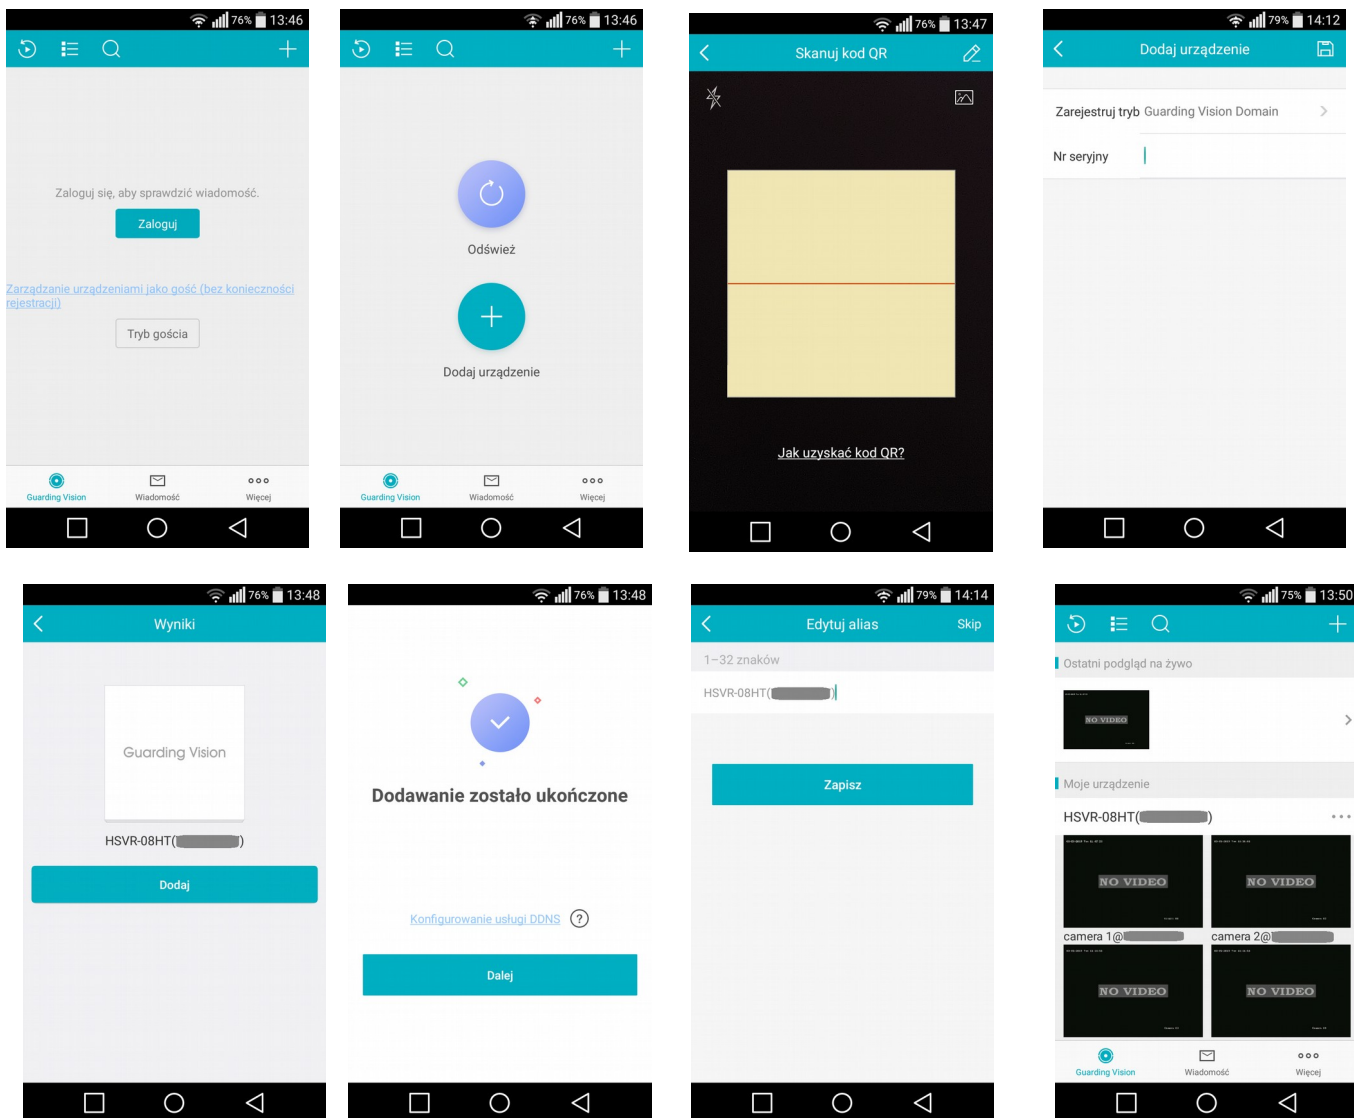 76% 13:46
Zaloguj się, aby sprawdzić wiadomość.
Zaloguj
Zarządzanie urządzeniami jako gość (bez konieczności
rejestracji)
Tryb gościa
Guarding Vision Wiadomość Więcej
76% 13:46
Odśwież
Dodaj urządzenie
Guarding Vision Wiadomość Więcej
76% 13:47
Skanuj kod QR
Jak uzyskać kod QR?
79% 14:12
Dodaj urządzenie
Zarejestruj tryb Guarding Vision Domain
Nr seryjny
76% 13:48
Wyniki
Guarding Vision
HSVR-08HT( )
Dodaj
76% 13:48
Dodawanie zostało ukończone
Konfigurowanie usługi DDNS ?
Dalej
79% 14:14
Edytuj alias Skip
1–32 znaków
HSVR-08HT( )
Zapisz
75% 13:50
Ostatni podgląd na żywo
NO VIDEO
Moje urządzenie
HSVR-08HT( )
NO VIDEO NO VIDEO
camera 1@ camera 2@
NO VIDEO NO VIDEO
Guarding Vision Wiadomość Więcej